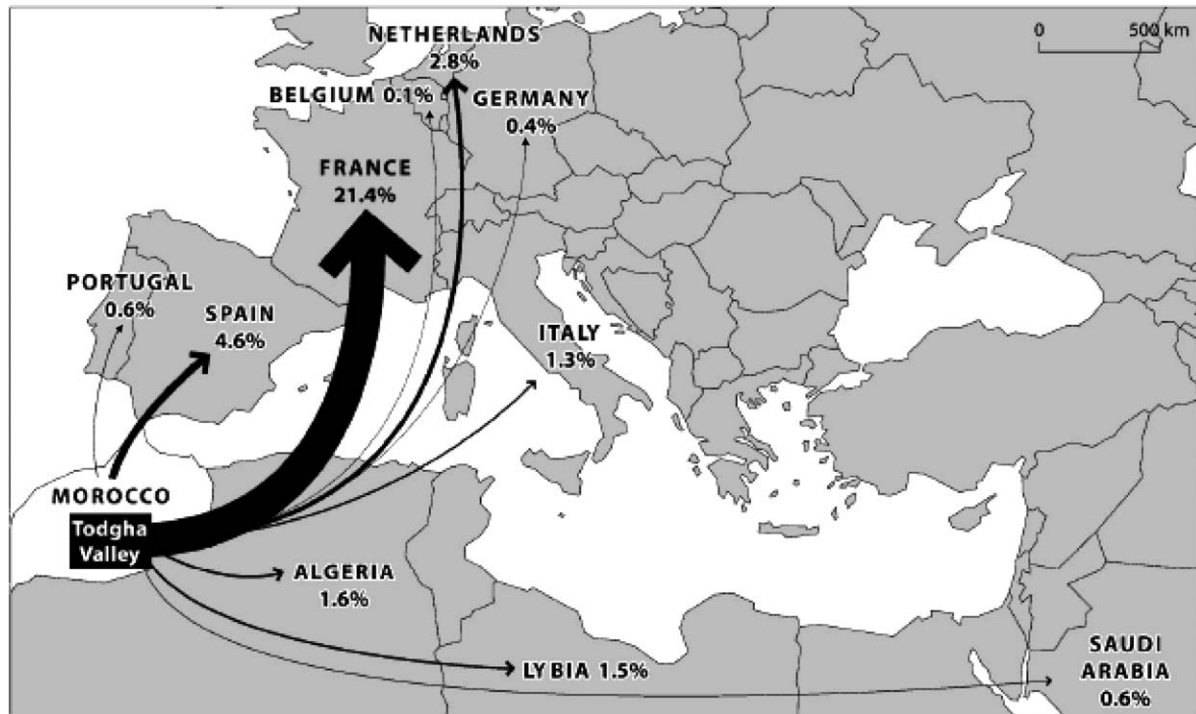 NETHERLANDS
2.8%
BELGIUM 0.1%
GERMANY
0.4%
FRANCE
21.4%
PORTUGAL
0.6%
SPAIN
4.6%
ITALY
1.3%
MOROCCO
Todgha
Valley
ALGERIA
1.6%
LYBIA 1.5%
SAUDI
ARABIA
0.6%
0 500 km